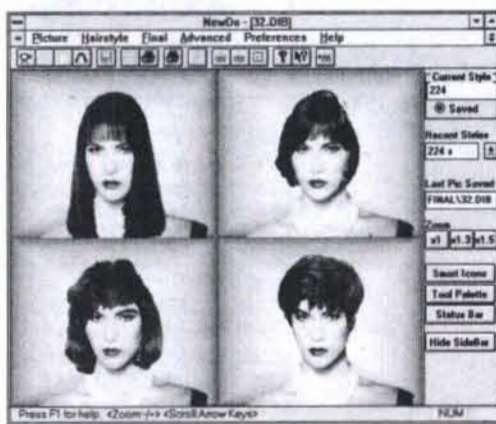 NewDo - [32.DIB]
Picture Hairstyle Final Advanced Preferences Help
Current Style
224
Saved
Recent Styles
224 s
Last Pic Saved
FINAL\32.DIB
Zoom
x1 x1.3 x1.5
Smart Icons
Tool Palette
Status Bar
Hide SideBar
Press F1 for help. <Zoom -/+> <Scroll Arrow Keys> NUM